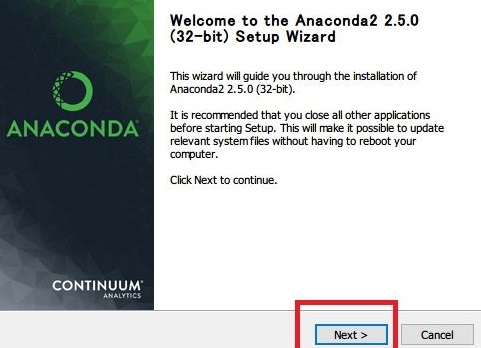 Welcome to the Anaconda2 2.5.0
(32-bit) Setup Wizard
This wizard will guide you through the installation of
Anaconda2 2.5.0 (32-bit).
It is recommended that you close all other applications
before starting Setup. This will make it possible to update
relevant system files without having to reboot your
computer.
Click Next to continue.
ANACONDA
CONTINUUM
ANALYTICS
Next >
Cancel